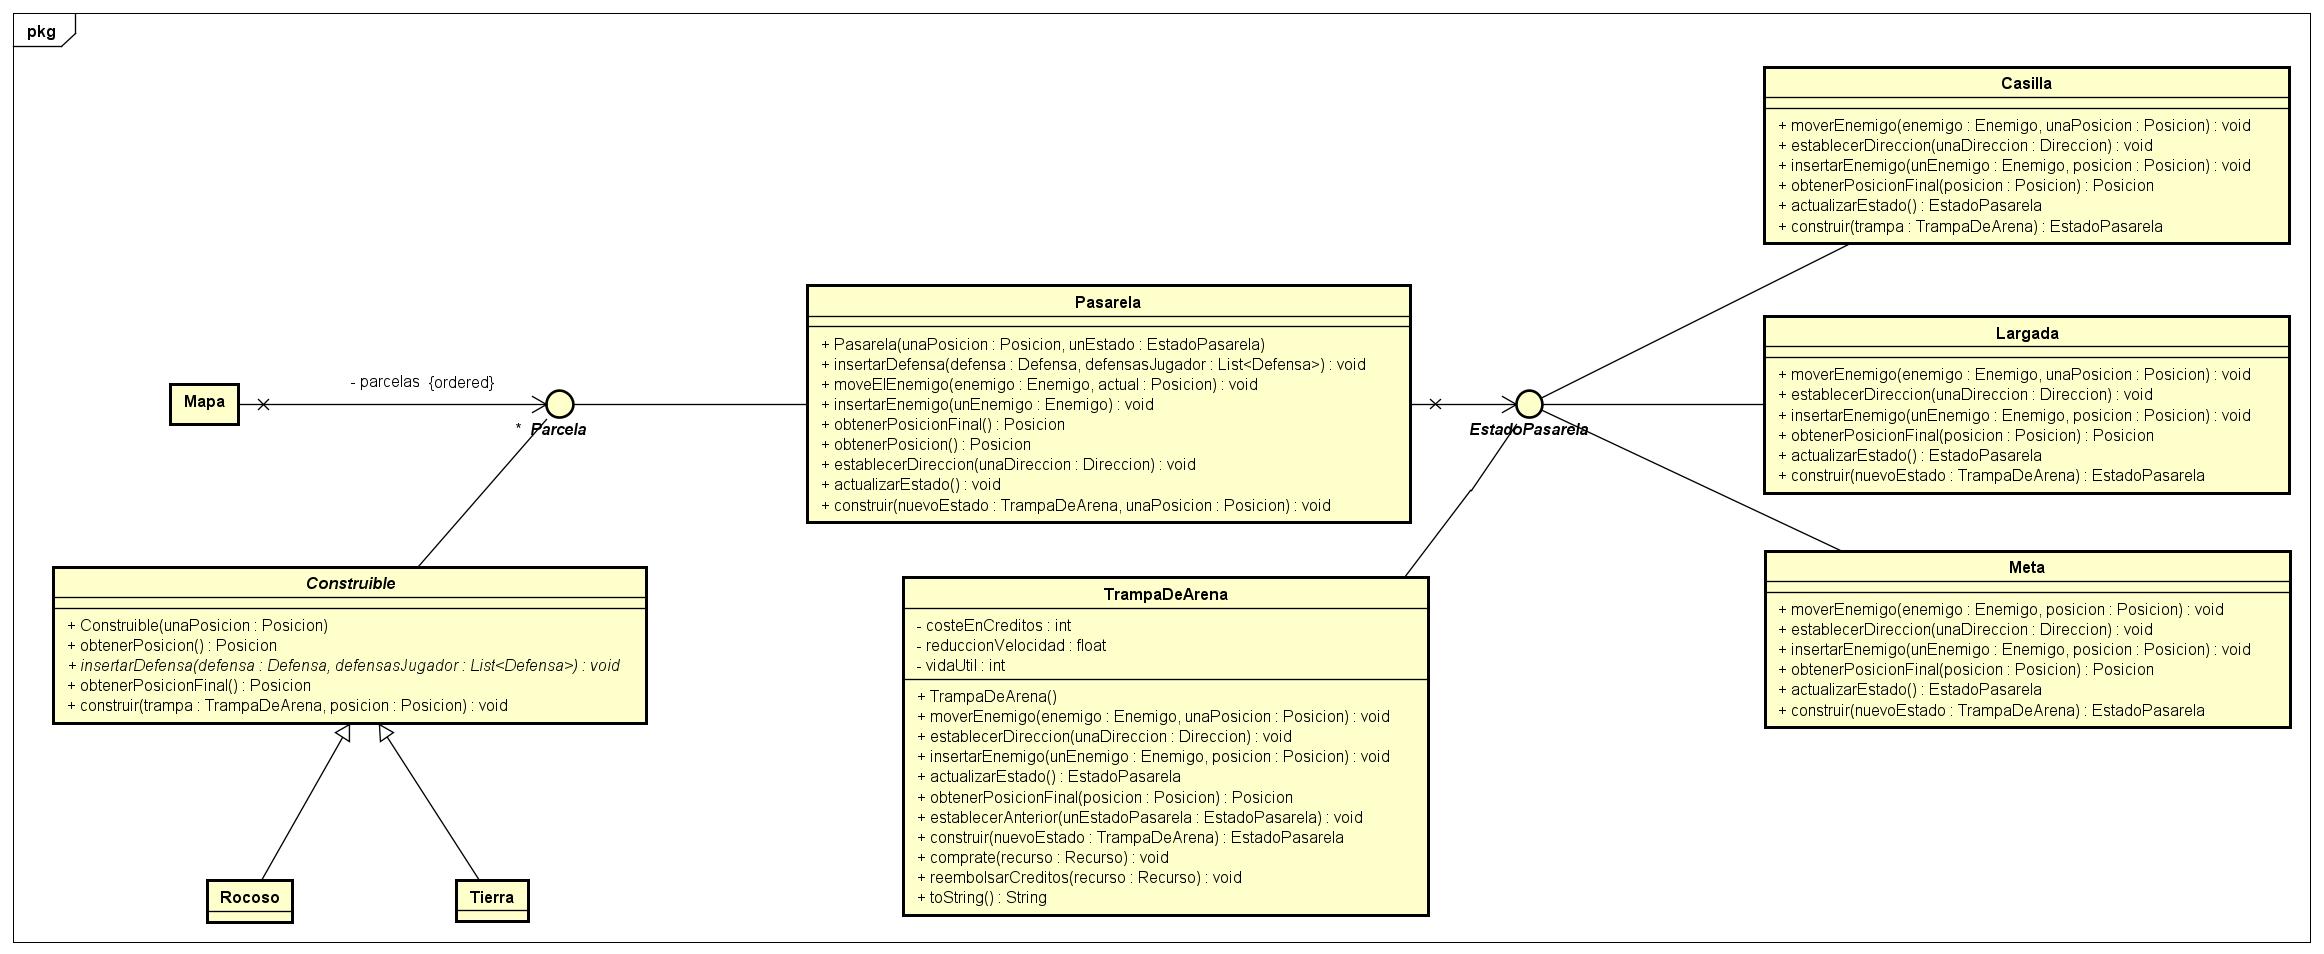 pkg
Casilla
+ moverEnemigo(enemigo : Enemigo, unaPosicion : Posicion) : void
+ establecerDireccion(unaDireccion : Direccion) : void
+ insertarEnemigo(unEnemigo : Enemigo, posicion : Posicion) : void
+ obtenerPosicionFinal(posicion : Posicion) : Posicion
+ actualizarEstado() : EstadoPasarela
+ construir(trampa : TrampaDeArena) : EstadoPasarela
Pasarela
+ Pasarela(unaPosicion : Posicion, unEstado : EstadoPasarela)
+ insertarDefensa(defensa : Defensa, defensasJugador : List<Defensa>) : void
+ moveElEnemigo(enemigo : Enemigo, actual : Posicion) : void
+ insertarEnemigo(unEnemigo : Enemigo) : void
+ obtenerPosicionFinal() : Posicion
+ obtenerPosicion() : Posicion
+ establecerDireccion(unaDireccion : Direccion) : void
+ actualizarEstado() : void
+ construir(nuevoEstado : TrampaDeArena, unaPosicion : Posicion) : void
Largada
+ moverEnemigo(enemigo : Enemigo, unaPosicion : Posicion) : void
+ establecerDireccion(unaDireccion : Direccion) : void
+ insertarEnemigo(unEnemigo : Enemigo, posicion : Posicion) : void
+ obtenerPosicionFinal(posicion : Posicion) : Posicion
+ actualizarEstado() : EstadoPasarela
+ construir(nuevoEstado : TrampaDeArena) : EstadoPasarela
Mapa
- parcelas {ordered}
* Parcela
EstadoPasarela
Meta
+ moverEnemigo(enemigo : Enemigo, posicion : Posicion) : void
+ establecerDireccion(unaDireccion : Direccion) : void
+ insertarEnemigo(unEnemigo : Enemigo, posicion : Posicion) : void
+ obtenerPosicionFinal(posicion : Posicion) : Posicion
+ actualizarEstado() : EstadoPasarela
+ construir(nuevoEstado : TrampaDeArena) : EstadoPasarela
Construible
+ Construible(unaPosicion : Posicion)
+ obtenerPosicion() : Posicion
+ insertarDefensa(defensa : Defensa, defensasJugador : List<Defensa>) : void
+ obtenerPosicionFinal() : Posicion
+ construir(trampa : TrampaDeArena, posicion : Posicion) : void
TrampaDeArena
- costeEnCreditos : int
- reduccionVelocidad : float
- vidaUtil : int
+ TrampaDeArena()
+ moverEnemigo(enemigo : Enemigo, unaPosicion : Posicion) : void
+ establecerDireccion(unaDireccion : Direccion) : void
+ insertarEnemigo(unEnemigo : Enemigo, posicion : Posicion) : void
+ actualizarEstado() : EstadoPasarela
+ obtenerPosicionFinal(posicion : Posicion) : Posicion
+ establecerAnterior(unEstadoPasarela : EstadoPasarela) : void
+ construir(nuevoEstado : TrampaDeArena) : EstadoPasarela
+ comprate(recurso : Recurso) : void
+ reembolsarCreditos(recurso : Recurso) : void
+ toString() : String
Rocoso
Tierra